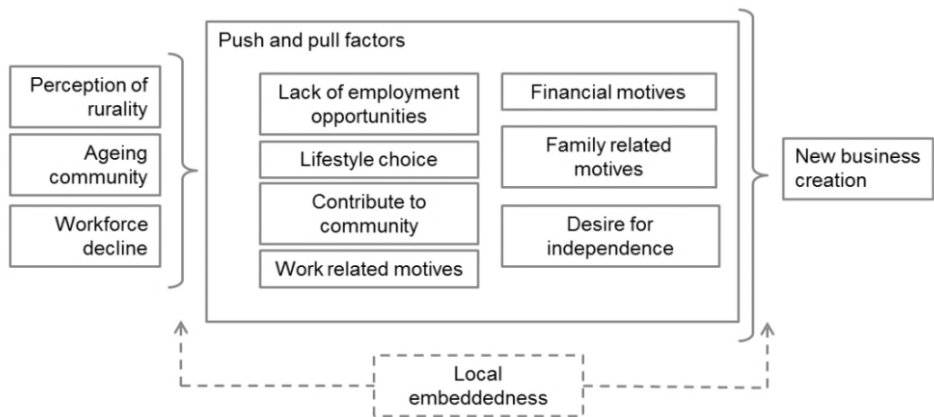 Push and pull factors
Perception of
rurality
Ageing
community
Workforce
decline
Lack of employment
opportunities
Lifestyle choice
Contribute to
community
Work related motives
Financial motives
Family related
motives
Desire for
independence
New business
creation
Local
embeddedness